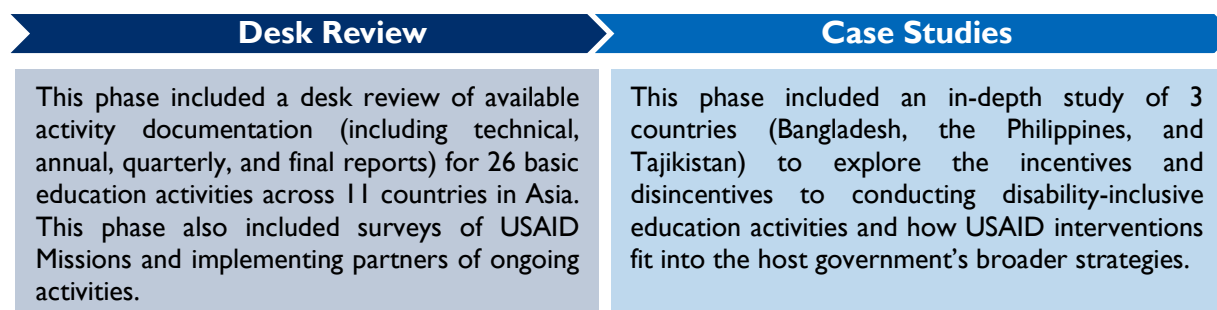 Desk Review
Case Studies
This phase included a desk review of available
activity documentation (including technical,
annual, quarterly, and final reports) for 26 basic
education activities across 11 countries in Asia.
This phase also included surveys of USAID
Missions and implementing partners of ongoing
activities.
This phase included an in-depth study of 3
countries (Bangladesh, the Philippines, and
Tajikistan) to explore the incentives and
disincentives to conducting disability-inclusive
education activities and how USAID interventions
fit into the host government's broader strategies.